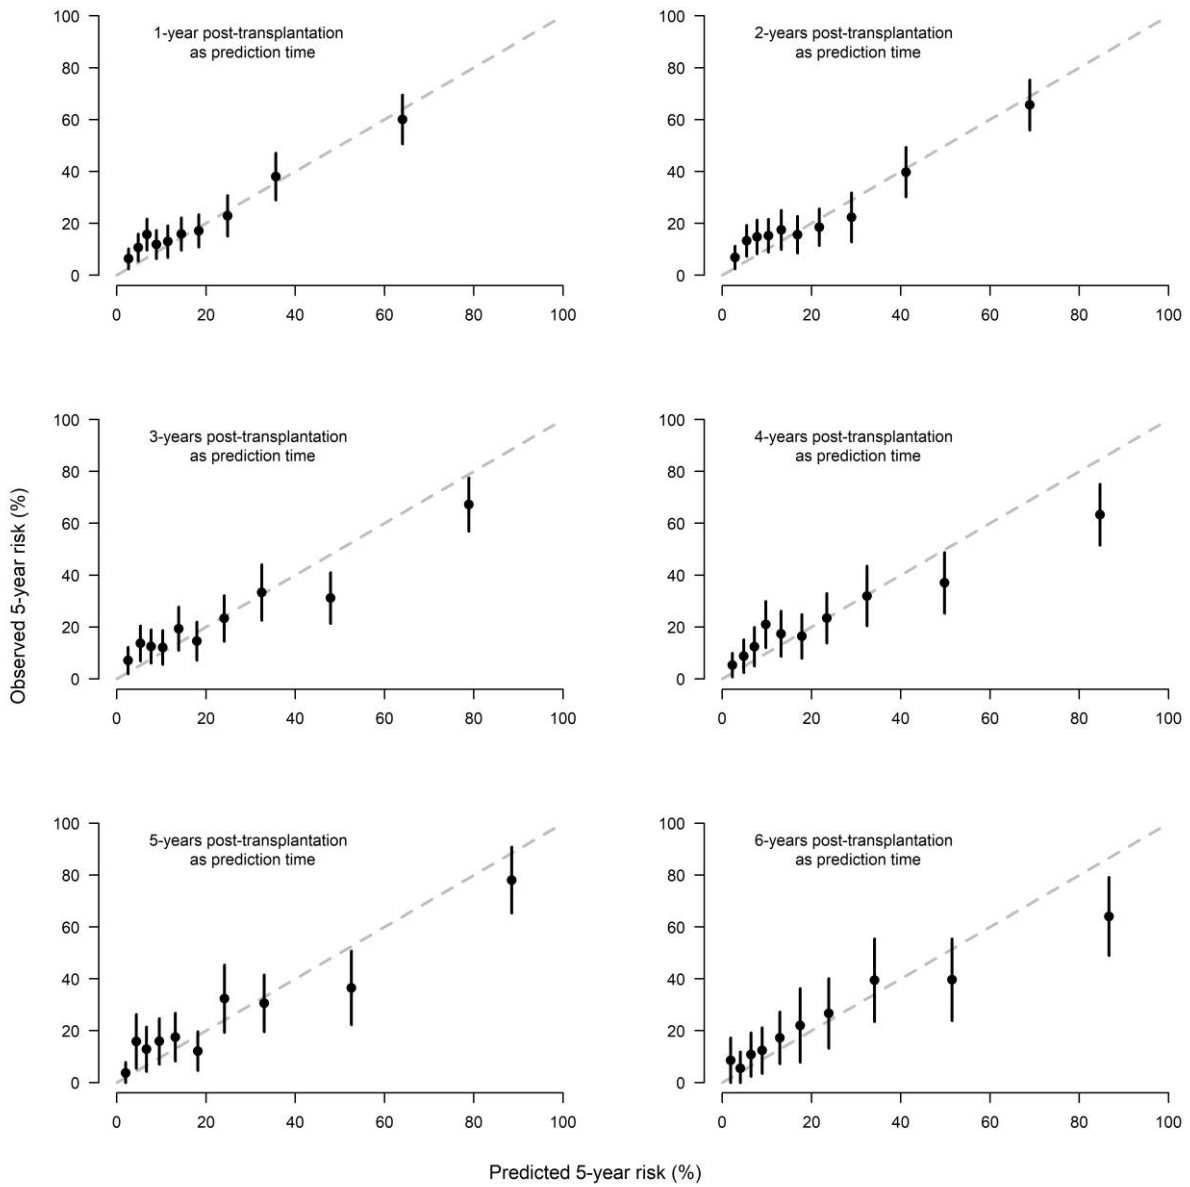 1-year post-transplantation
as prediction time
100
80
60
40
20
0
0 20 40 60 80 100
2-years post-transplantation
as prediction time
100
80
60
40
20
0
0 20 40 60 80 100
3-years post-transplantation
as prediction time
100
80
60
40
20
0
0 20 40 60 80 100
4-years post-transplantation
as prediction time
100
80
60
40
20
0
0 20 40 60 80 100
5-years post-transplantation
as prediction time
100
80
60
40
20
0
0 20 40 60 80 100
6-years post-transplantation
as prediction time
100
80
60
40
20
0
0 20 40 60 80 100
Observed 5-year risk (%)
Predicted 5-year risk (%)